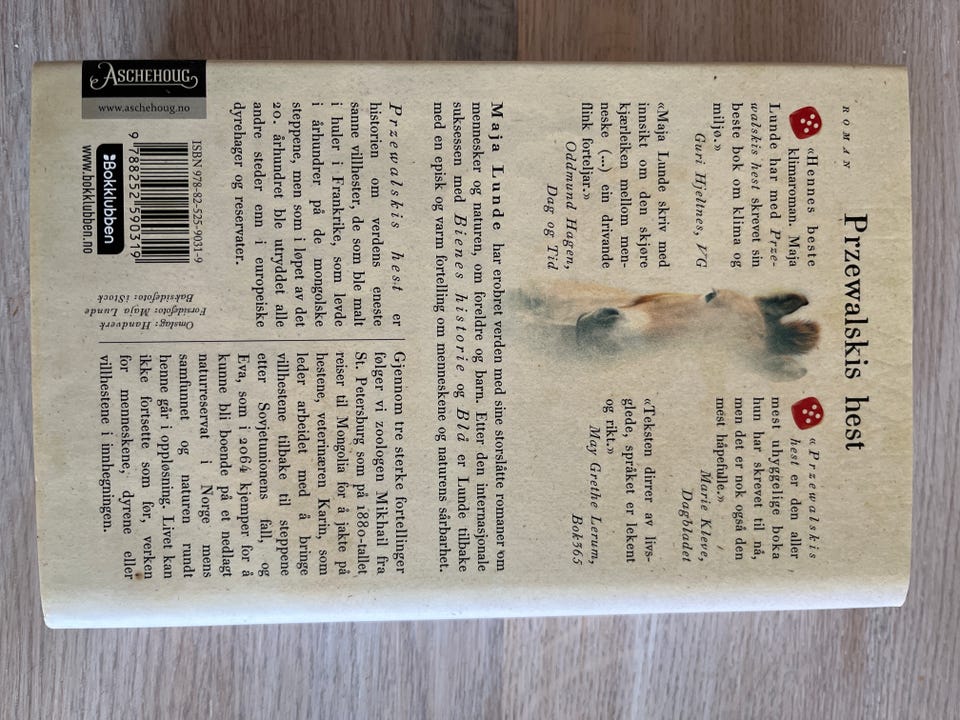 ROMAN
Przewalskis hest
«Hennes beste
klimaroman. Maja
Lunde har med Prze-
walskis hest skrevet sin
beste bok om klima og
miljø.»
Guri Hjeltnes, VG
«Maja Lunde skriv med
innsikt om den skjøre
kjærleiken mellom men-
neske (...) ein drivande
flink forteljar.»
Oddmund Hagen,
Dag og Tid
«Przewalskis
hest er den aller
mest uhyggelige boka
hun har skrevet til nå,
men det er nok også den
mest håpefulle.»
Marie Kleve,
Dagbladet
«Teksten dirrer av livs-
glede, språket er lekent
og rikt.»
May Grethe Lerum,
Bok365
Maja Lunde har erobret verden med sine storslåtte romaner om
mennesker og naturen, om foreldre og barn. Etter den internasjonale
suksessen med Bienes historie og Blå er Lunde tilbake
med en episk og varm fortelling om menneskene og naturens sårbarhet.
Przewalskis hest er
historien om verdens eneste
sanne villhester, de som ble malt
i huler i Frankrike, som levde
i århundrer på de mongolske
steppene, men som i løpet av det
20. århundret ble utryddet alle
andre steder enn i europeiske
dyrehager og reservater.
Gjennom tre sterke fortellinger
følger vi zoologen Mikhail fra
St. Petersburg som på 1880-tallet
reiser til Mongolia for å jakte på
hestene, veterinæren Karin, som
leder arbeidet med å bringe
villhestene tilbake til steppene
etter Sovjetunionens fall, og
Eva, som i 2064 kjemper for å
kunne bli boende på et nedlagt
naturreservat i Norge mens
samfunnet og naturen rundt
henne går i oppløsning. Livet kan
ikke fortsette som før, verken
for menneskene, dyrene eller
villhestene i innhegningen.
Omslag: Handverk
Forsidefoto: Maja Lunde
Baksidefoto: iStock
ASCHEHOUG
www.aschehoug.no
ISBN 978-82-525-9031-9
9 788252 590319
Bokklubben
www.bokklubben.no